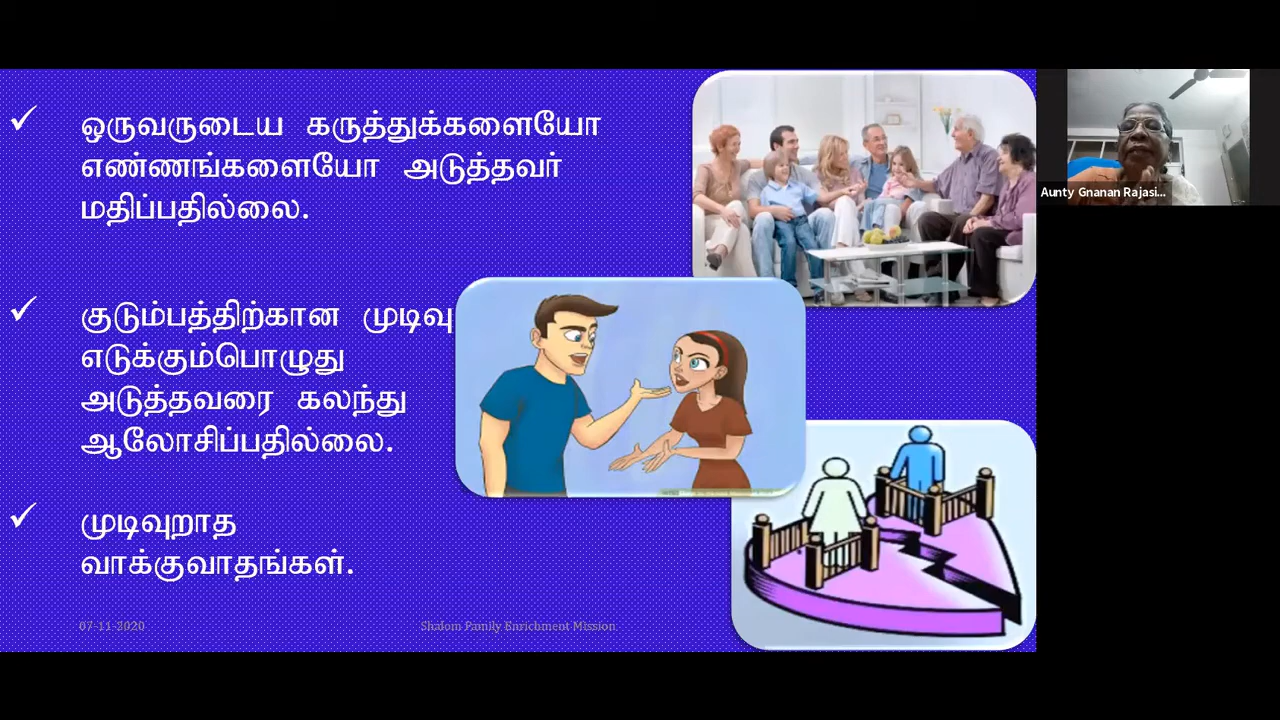 ஒருவருடைய கருத்துக்களையோ
எண்ணங்களையோ அடுத்தவர்
மதிப்பதில்லை.
குடும்பத்திற்கான முடிவு
எடுக்கும்பொழுது
அடுத்தவரை கலந்து
ஆலோசிப்பதில்லை.
முடிவுறாத
வாக்குவாதங்கள்.
07-11-2020
Shalom Family Enrichment Mission
Aunty Gnanan Rajasi...